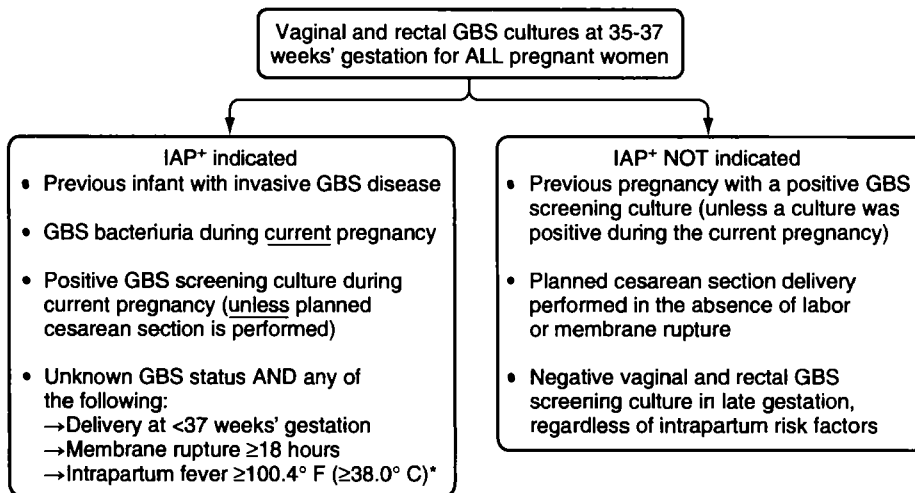 Vaginal and rectal GBS cultures at 35-37
weeks' gestation for ALL pregnant women
IAP+ indicated
• Previous infant with invasive GBS disease
• GBS bacteriuria during current pregnancy
• Positive GBS screening culture during
current pregnancy (unless planned
cesarean section is performed)
• Unknown GBS status AND any of
the following:
→Delivery at <37 weeks' gestation
→Membrane rupture ≥18 hours
→Intrapartum fever ≥100.4° F (≥38.0° C)*
IAP+ NOT indicated
• Previous pregnancy with a positive GBS
screening culture (unless a culture was
positive during the current pregnancy)
• Planned cesarean section delivery
performed in the absence of labor
or membrane rupture
• Negative vaginal and rectal GBS
screening culture in late gestation,
regardless of intrapartum risk factors